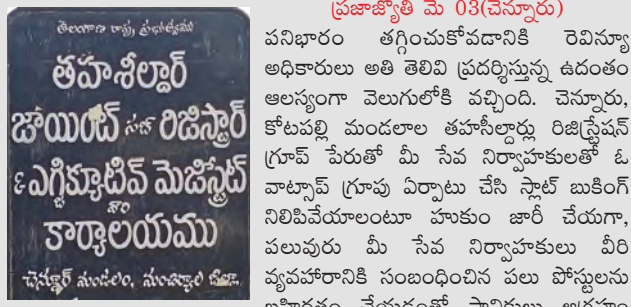 తెలంగాణ రాష్ట్ర ప్రభుత్వము
తహశీల్దార్
జాయింట్ సబ్ రిజిస్ట్రార్
& ఎగ్జిక్యూటివ్ మెజిస్ట్రేట్
వారి
కార్యాలయము
చెన్నూర్ మండలం, మంచిర్యాల జిల్లా.
ప్రజాజ్యోతి మే 03(చెన్నూరు)
పనిభారం తగ్గించుకోవడానికి రెవిన్యూ
అధికారులు అతి తెలివి ప్రదర్శిస్తున్న ఉదంతం
ఆలస్యంగా వెలుగులోకి వచ్చింది. చెన్నూరు,
కోటపల్లి మండలాల తహసీల్దార్లు రిజిస్ట్రేషన్
గ్రూప్ పేరుతో మీ సేవ నిర్వాహకులతో ఓ
వాట్సాప్ గ్రూపు ఏర్పాటు చేసి స్లాట్ బుకింగ్
నిలిపివేయాలంటూ హుకుం జారీ చేయగా,
పలువురు మీ సేవ నిర్వాహకులు వీరి
వ్యవహారానికి సంబంధించిన పలు పోస్టులను